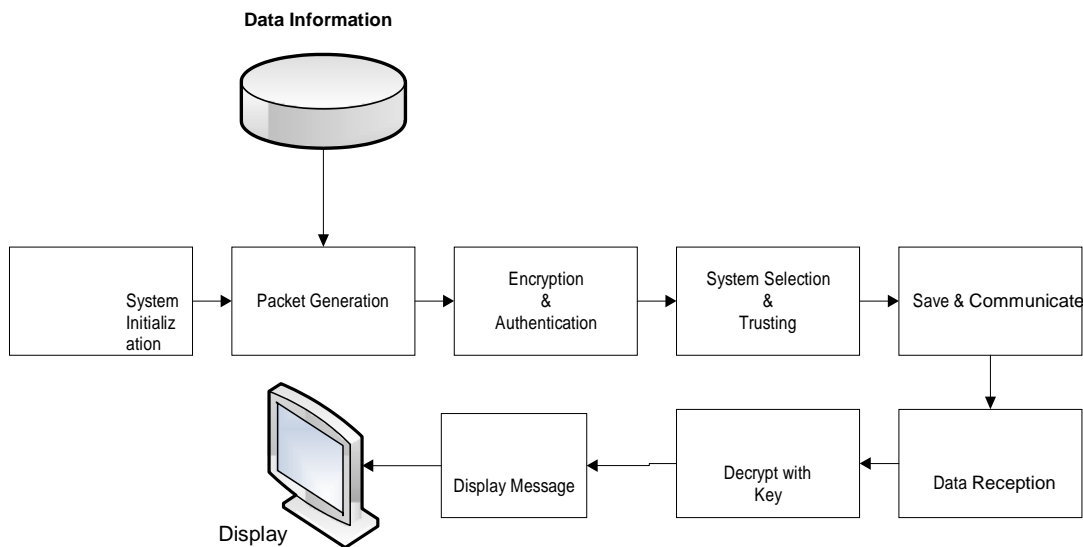 Data Information
System
Initializ
ation
Packet Generation
Encryption
&
Authentication
System Selection
&
Trusting
Save & Communicate
Display
Display Message
Decrypt with
Key
Data Reception